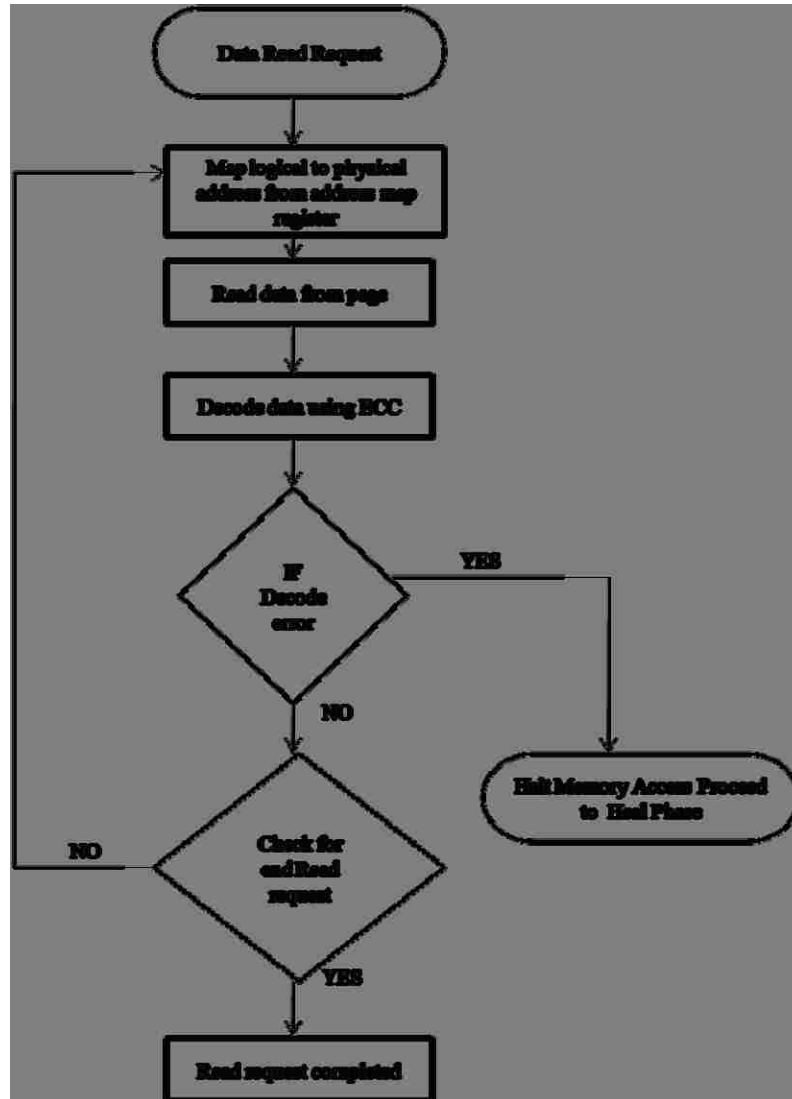 Data Read Request
Map logical to physical
address from address map
register
Read data from page
Decode data using ECC
IF
Decode
error
YES
NO
Halt Memory Access Proceed
to Heal Phase
Check for
end Read
request
NO
YES
Read request completed